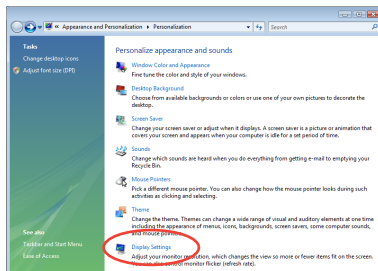 « Appearance and Personalization ▸ Personalization
Search
Tasks
Change desktop icons
Adjust font size (DPI)
See also
Taskbar and Start Menu
Ease of Access
Personalize appearance and sounds
Window Color and Appearance
Fine tune the color and style of your windows.
Desktop Background
Choose from available backgrounds or colors or use one of your own pictures to decorate the
desktop.
Screen Saver
Change your screen saver or adjust when it displays. A screen saver is a picture or animation that
covers your screen and appears when your computer is idle for a set period of time.
Sounds
Change which sounds are heard when you do everything from getting e-mail to emptying your
Recycle Bin.
Mouse Pointers
Pick a different mouse pointer. You can also change how the mouse pointer looks during such
activities as clicking and selecting.
Theme
Change the theme. Themes can change a wide range of visual and auditory elements at one time
including the appearance of menus, icons, backgrounds, screen savers, some computer sounds,
and mouse pointers.
Display Settings
Adjust your monitor resolution, which changes the view so more or fewer items fit on the screen.
You can also control monitor flicker (refresh rate).